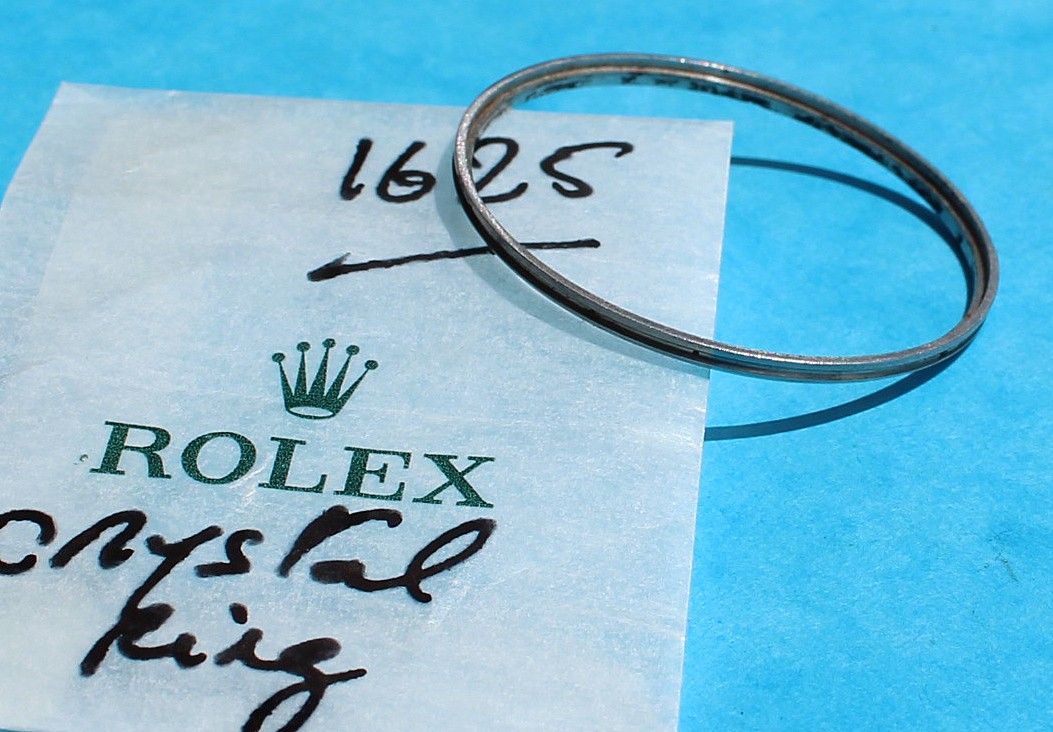 1625
ROLEX
crystal
Ring